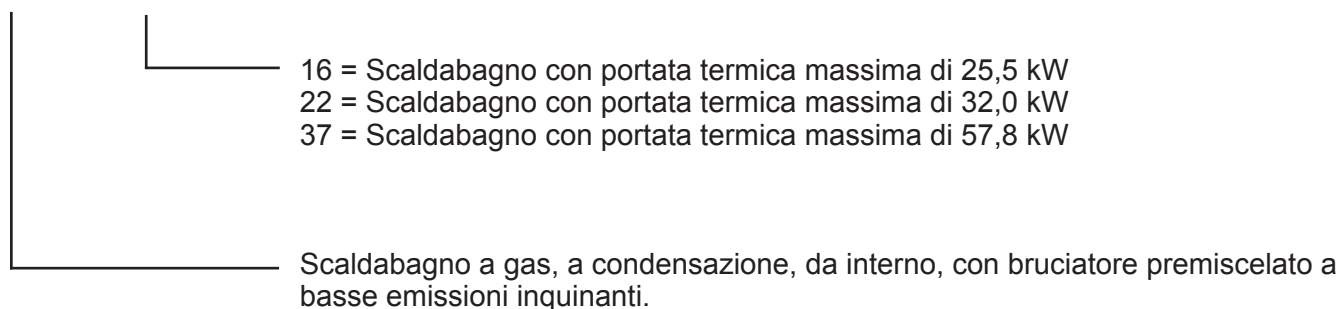 16 = Scaldabagno con portata termica massima di 25,5 kW
22 = Scaldabagno con portata termica massima di 32,0 kW
37 = Scaldabagno con portata termica massima di 57,8 kW
Scaldabagno a gas, a condensazione, da interno, con bruciatore premiscelato a
basse emissioni inquinanti.